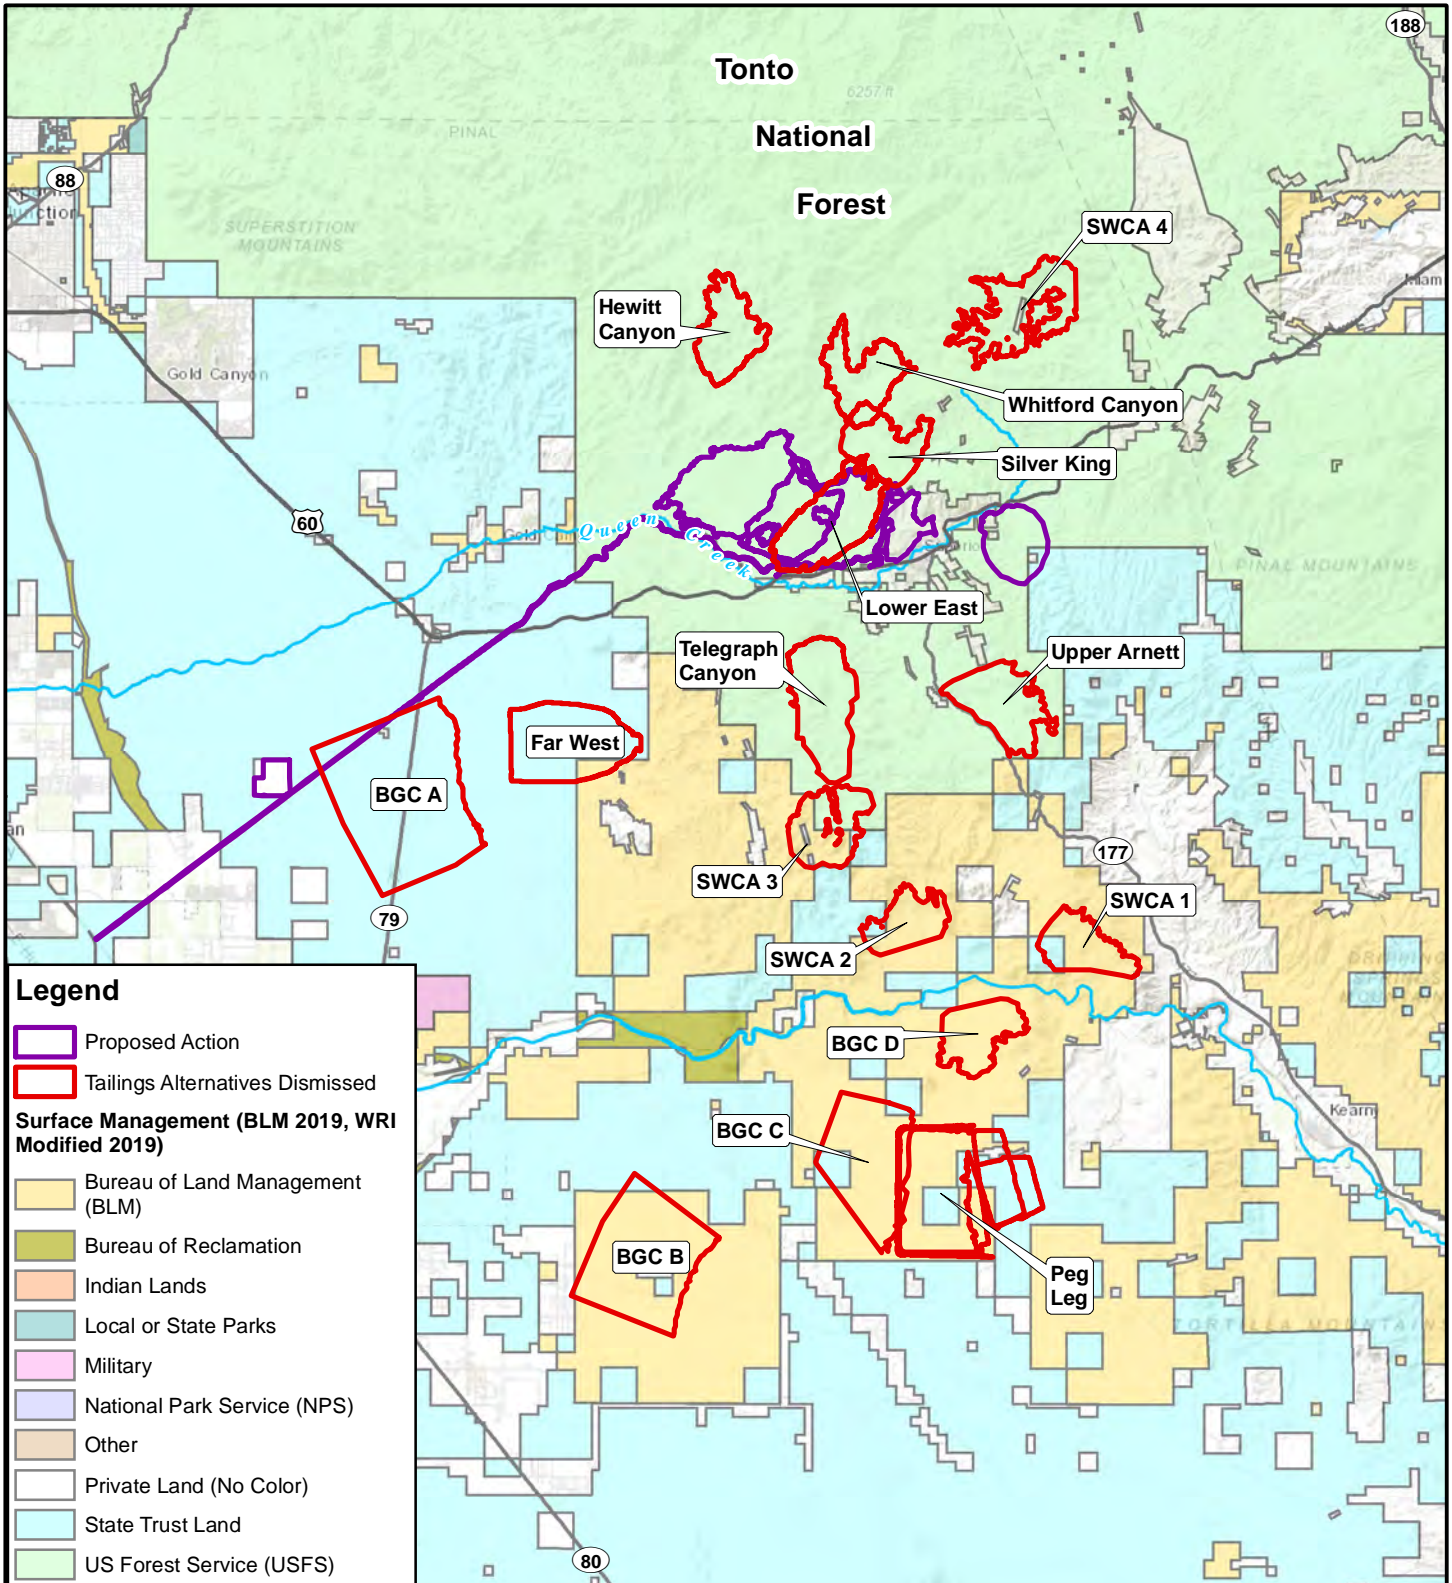 188
Tonto
National
Forest
6257 ft
PINAL
88
Junction
SUPERSTITION
MOUNTAINS
SWCA 4
Hewitt
Canyon
Miam
Gold Canyon
Whitford Canyon
Silver King
60
Queen Creek
Superior
PINAL MOUNTAINS
Lower East
Telegraph
Canyon
Upper Arnett
Far West
BGC A
an
177
SWCA 3
79
SWCA 1
SWCA 2
BGC D
BGC C
Kearny
BGC B
Peg
Leg
TORTILLA MOUNTAINS
80
Legend
Proposed Action
Tailings Alternatives Dismissed
Surface Management (BLM 2019, WRI
Modified 2019)
Bureau of Land Management
(BLM)
Bureau of Reclamation
Indian Lands
Local or State Parks
Military
National Park Service (NPS)
Other
Private Land (No Color)
State Trust Land
US Forest Service (USFS)